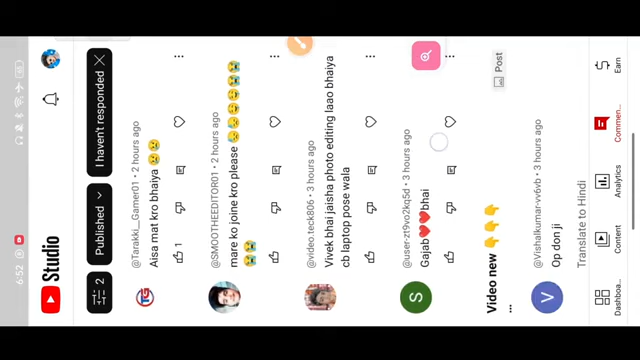 6:52
Studio
2
Published
I haven't responded
@Tarakki_Gamer01 • 2 hours ago
Aisa mat kro bhaiya 😢😢
1
@SMOOTHEEDITOR01 • 2 hours ago
mare ko joine kro please 😭😭
@video.teck806 • 3 hours ago
Vivek bhai jaisha photo editing laao bhaiya
cb laptop pose wala
@user-zt19vo2kq5d • 3 hours ago
Gajab❤️❤️bhai
Post
Video new 👇👇👇
...
@Vishalkumar-vv6vb • 3 hours ago
Op don ji
Translate to Hindi
Dashboa..
Content
Analytics
Commen...
Earn
TG
S
V